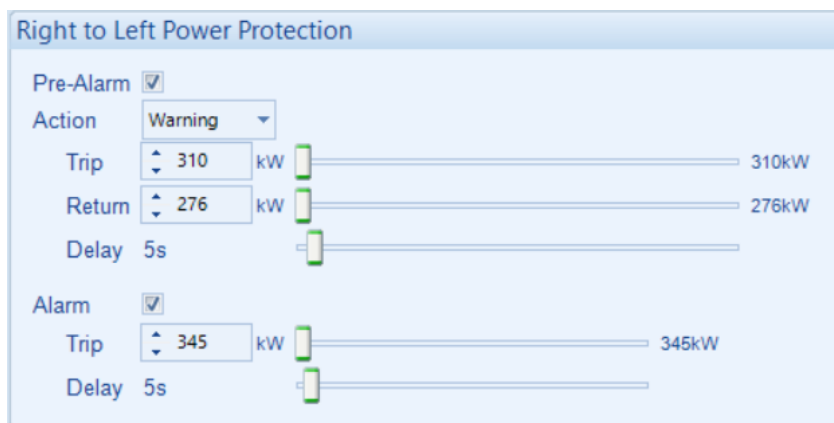 Right to Left Power Protection
Pre-Alarm
Action Warning
Trip 310 kW 310kW
Return 276 kW 276kW
Delay 5s
Alarm
Trip 345 kW 345kW
Delay 5s